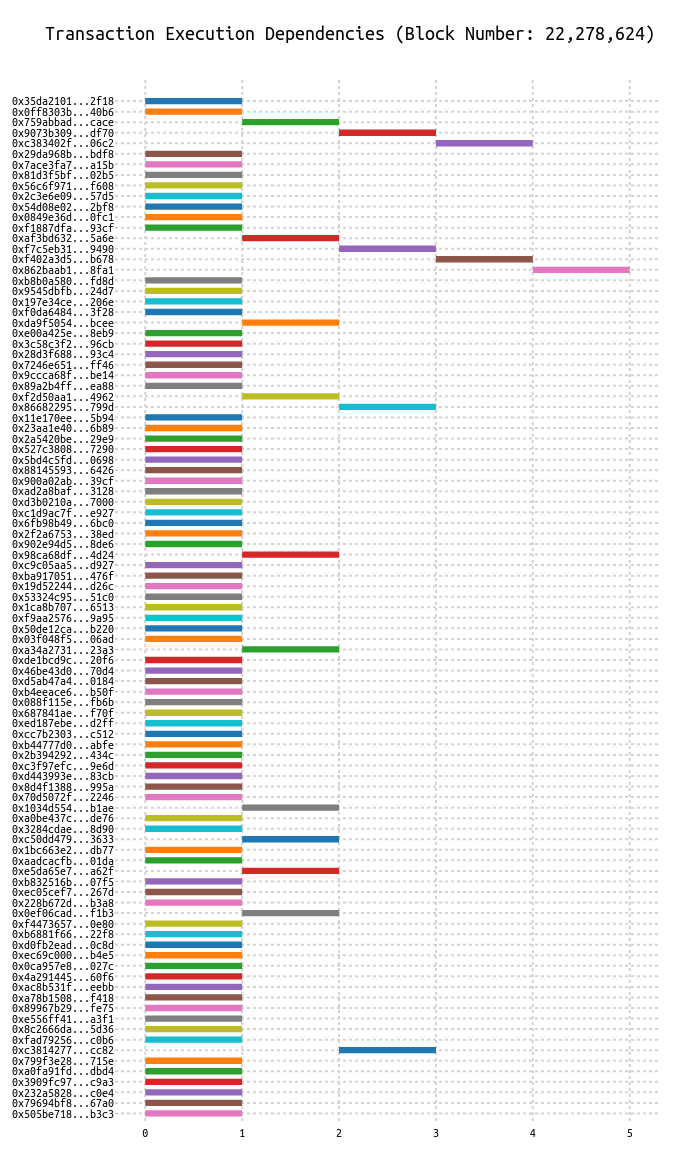 Transaction Execution Dependencies (Block Number: 22,278,624)
0x35da2101...2f18
0x0ff8303b...40b6
0x759abbad...cace
0x9073b309...df70
0xc383402f...06c2
0x29da968b...bdf8
0x7ace3fa7...a15b
0x81d3f5bf...02b5
0x56c6f971...f608
0x2c3e6e09...57d5
0x54d08e02...2bf8
0x0849e36d...0fc1
0xf1887dfa...93cf
0xaf3bd632...5a6e
0xf7c5eb31...9490
0xf402a3d5...b678
0x862baab1...8fa1
0xb8b0a580...fd8d
0x9545dbfb...24d7
0x197e34ce...206e
0xf0da6484...3f28
0xda9f5054...bcee
0xe00a425e...8eb9
0x3c58c3f2...96cb
0x28d3f688...93c4
0x7246e651...ff46
0x9ccca68f...be14
0x89a2b4ff...ea88
0xf2d50aa1...4962
0x86682295...799d
0x11e170ee...5b94
0x23aa1e40...6b89
0x2a5420be...29e9
0x527c3808...7290
0x5bd4c5fd...0698
0x88145593...6426
0x900a02ab...39cf
0xad2a8baf...3128
0xd3b0210a...7000
0xc1d9ac7f...e927
0x6fb98b49...6bc0
0x2f2a6753...38ed
0x902e94d5...8de6
0x98ca68df...4d24
0xc9c05aa5...d927
0xba917051...476f
0x19d52244...d26c
0x53324c95...51c0
0x1ca8b707...6513
0xf9aa2576...9a95
0x50de12ca...b220
0x03f048f5...06ad
0xa34a2731...23a3
0xde1bcd9c...20f6
0x46be43d0...70d4
0xd5ab47a4...0184
0xb4eeace6...b50f
0x088f115e...fb6b
0x687841ae...f70f
0xed187ebe...d2ff
0xcc7b2303...c512
0xb44777d0...abfe
0x2b394292...434c
0xc3f97efc...9e6d
0xd443993e...83cb
0x8d4f1388...995a
0x70d5072f...2246
0x1034d554...b1ae
0xa0be437c...de76
0x3284cdae...8d90
0xc50dd479...3633
0x1bc663e2...db77
0xaadcacfb...01da
0xe5da65e7...a62f
0xb832516b...07f5
0xec05cef7...267d
0x228b672d...b3a8
0x0ef06cad...f1b3
0xf4473657...0e80
0xb6881f66...22f8
0xd0fb2ead...0c8d
0xec69c000...b4e5
0x0ca957e8...027c
0x4a291445...60f6
0xac8b531f...eebb
0xa78b1508...f418
0x89967b29...fe75
0xe556ff41...a3f1
0x8c2666da...5d36
0xfad79256...c0b6
0xc3814277...cc82
0x799f3e28...715e
0xa0fa91fd...dbd4
0x3909fc97...c9a3
0x232a5828...c0e4
0x79694bf8...67a0
0x505be718...b3c3
0 1 2 3 4 5